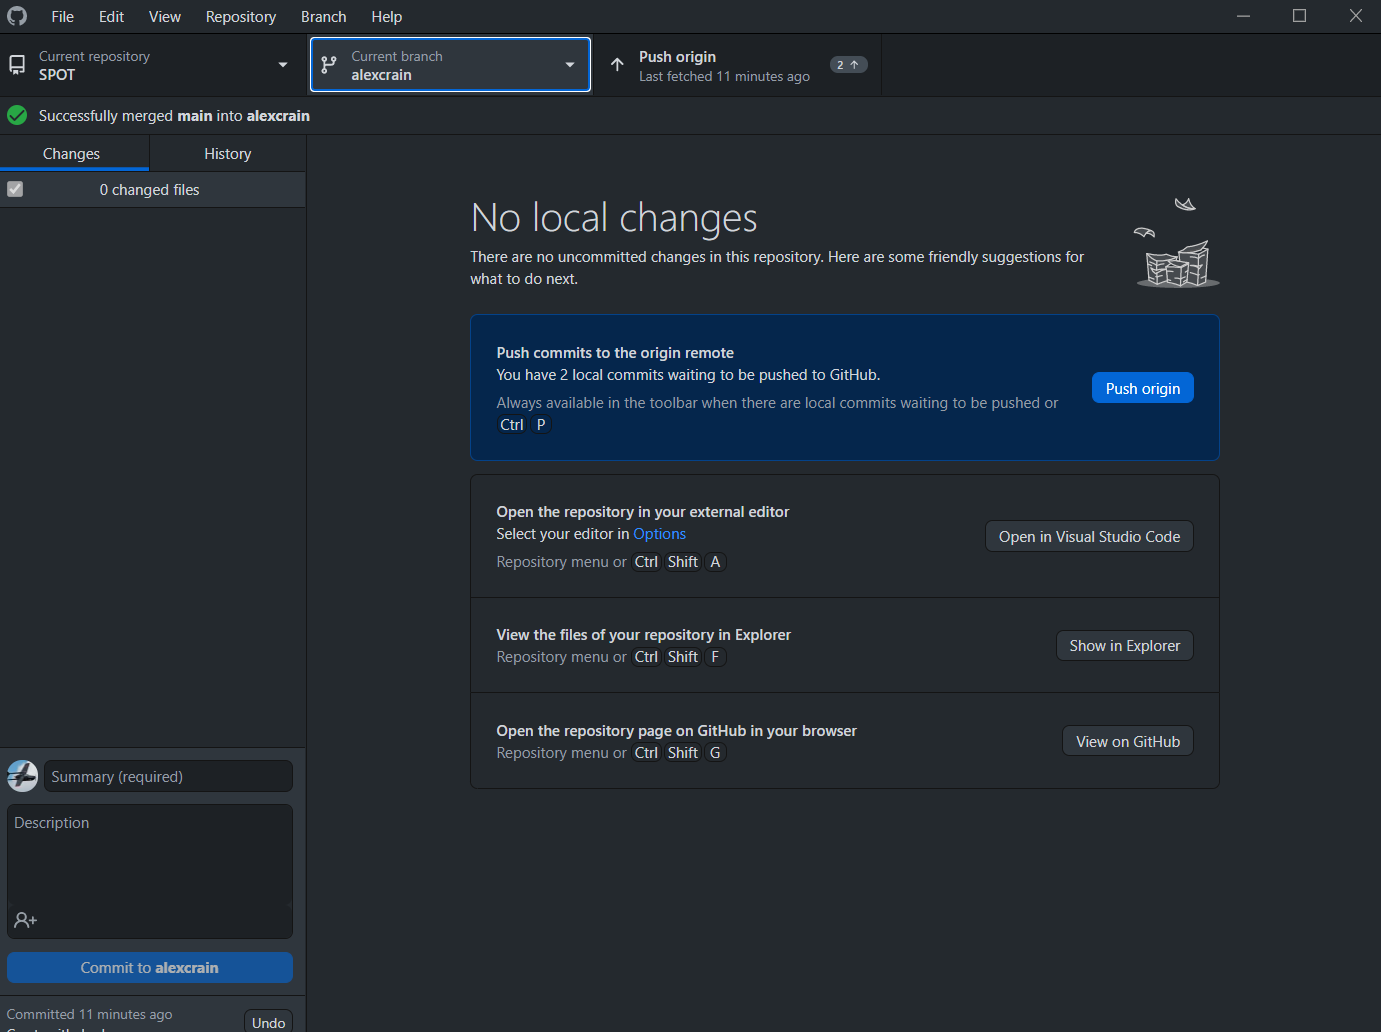 File Edit View Repository Branch Help
Current repository
SPOT
Current branch
alexcrain
Push origin
Last fetched 11 minutes ago
2
Successfully merged main into alexcrain
Changes History
0 changed files
No local changes
There are no uncommitted changes in this repository. Here are some friendly suggestions for
what to do next.
Push commits to the origin remote
You have 2 local commits waiting to be pushed to GitHub.
Always available in the toolbar when there are local commits waiting to be pushed or
Ctrl P
Push origin
Open the repository in your external editor
Select your editor in Options
Repository menu or Ctrl Shift A
Open in Visual Studio Code
View the files of your repository in Explorer
Repository menu or Ctrl Shift F
Show in Explorer
Open the repository page on GitHub in your browser
Repository menu or Ctrl Shift G
View on GitHub
Summary (required)
Description
Commit to alexcrain
Committed 11 minutes ago
Undo